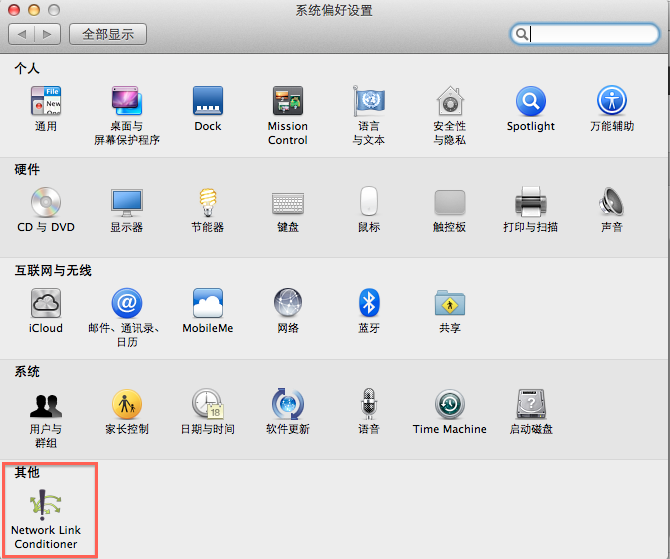 系统偏好设置
全部显示
个人
File
New
Ope
通用
桌面与
屏幕保护程序
Dock
Mission
Control
语言
与文本
安全性
与隐私
Spotlight
万能辅助
硬件
CD 与 DVD
显示器
节能器
键盘
鼠标
触控板
打印与扫描
声音
互联网与无线
iCloud
邮件、通讯录、
日历
MobileMe
网络
蓝牙
共享
系统
用户与
群组
家长控制
18
日期与时间
软件更新
语音
Time Machine
?
启动磁盘
其他
Network Link
Conditioner